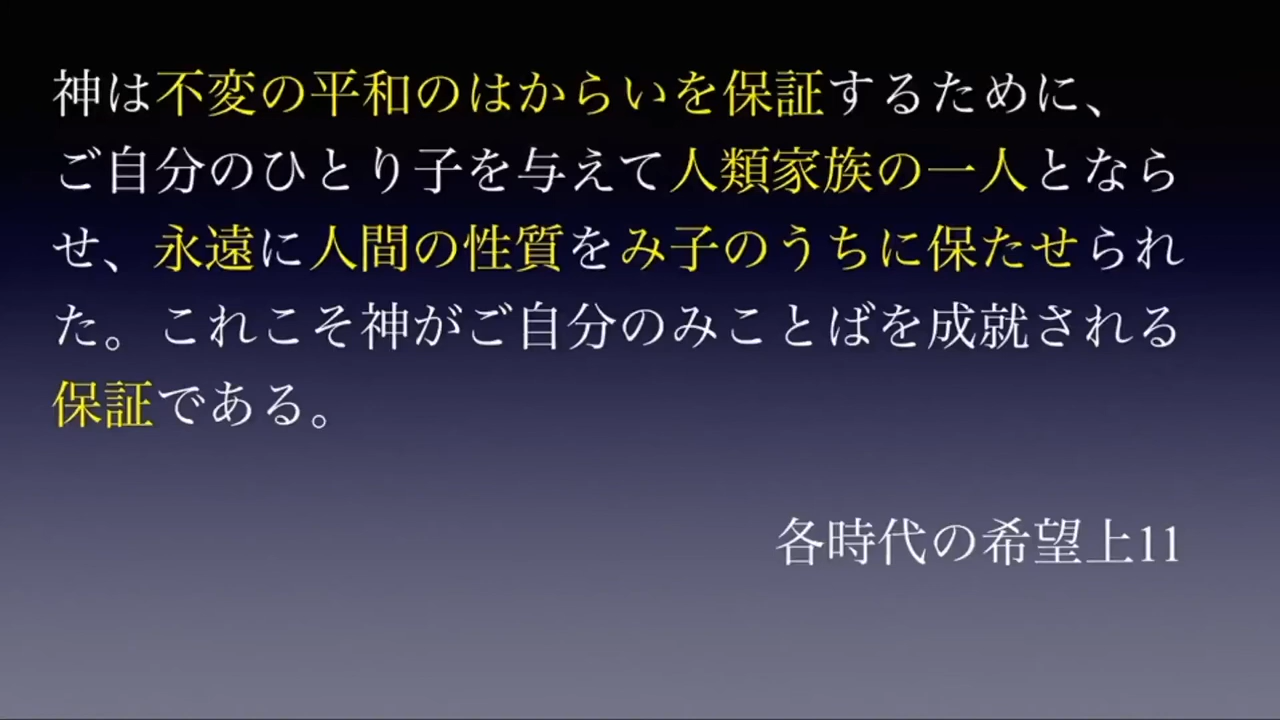 神は不変の平和のはからいを保証するために、
ご自分のひとり子を与えて人類家族の一人となら
せ、永遠に人間の性質をみ子のうちに保たせられ
た。これこそ神がご自分のみことばを成就される
保証である。
各時代の希望上11